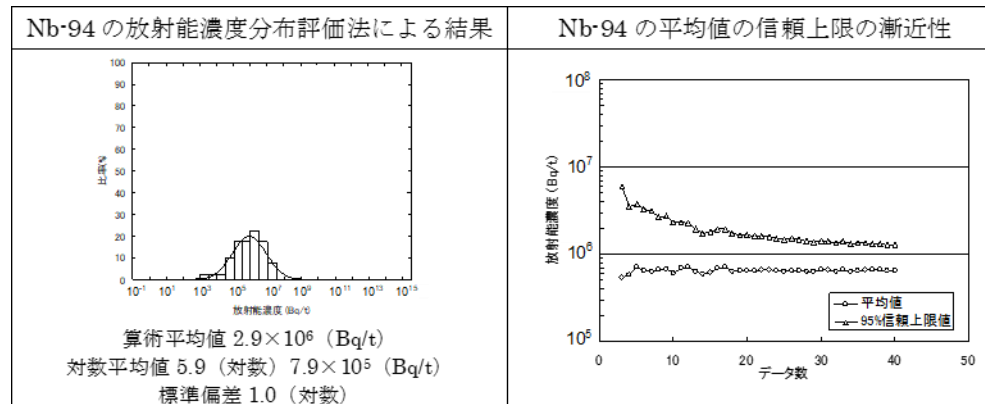 Nb-94 の放射能濃度分布評価法による結果
Nb-94 の平均値の信頼上限の漸近性
100
90
80
70
60
50
40
30
20
10
0
比率(%)
10-1 101 103 105 107 109 1011 1013 1015
放射能濃度 (Bq/t)
算術平均値 2.9×10⁶ (Bq/t)
対数平均値 5.9(対数)7.9×10⁵ (Bq/t)
標準偏差 1.0(対数)
10⁸
10⁷
10⁶
10⁵
放射能濃度 (Bq/t)
平均値
95%信頼上限値
0 10 20 30 40 50
データ数